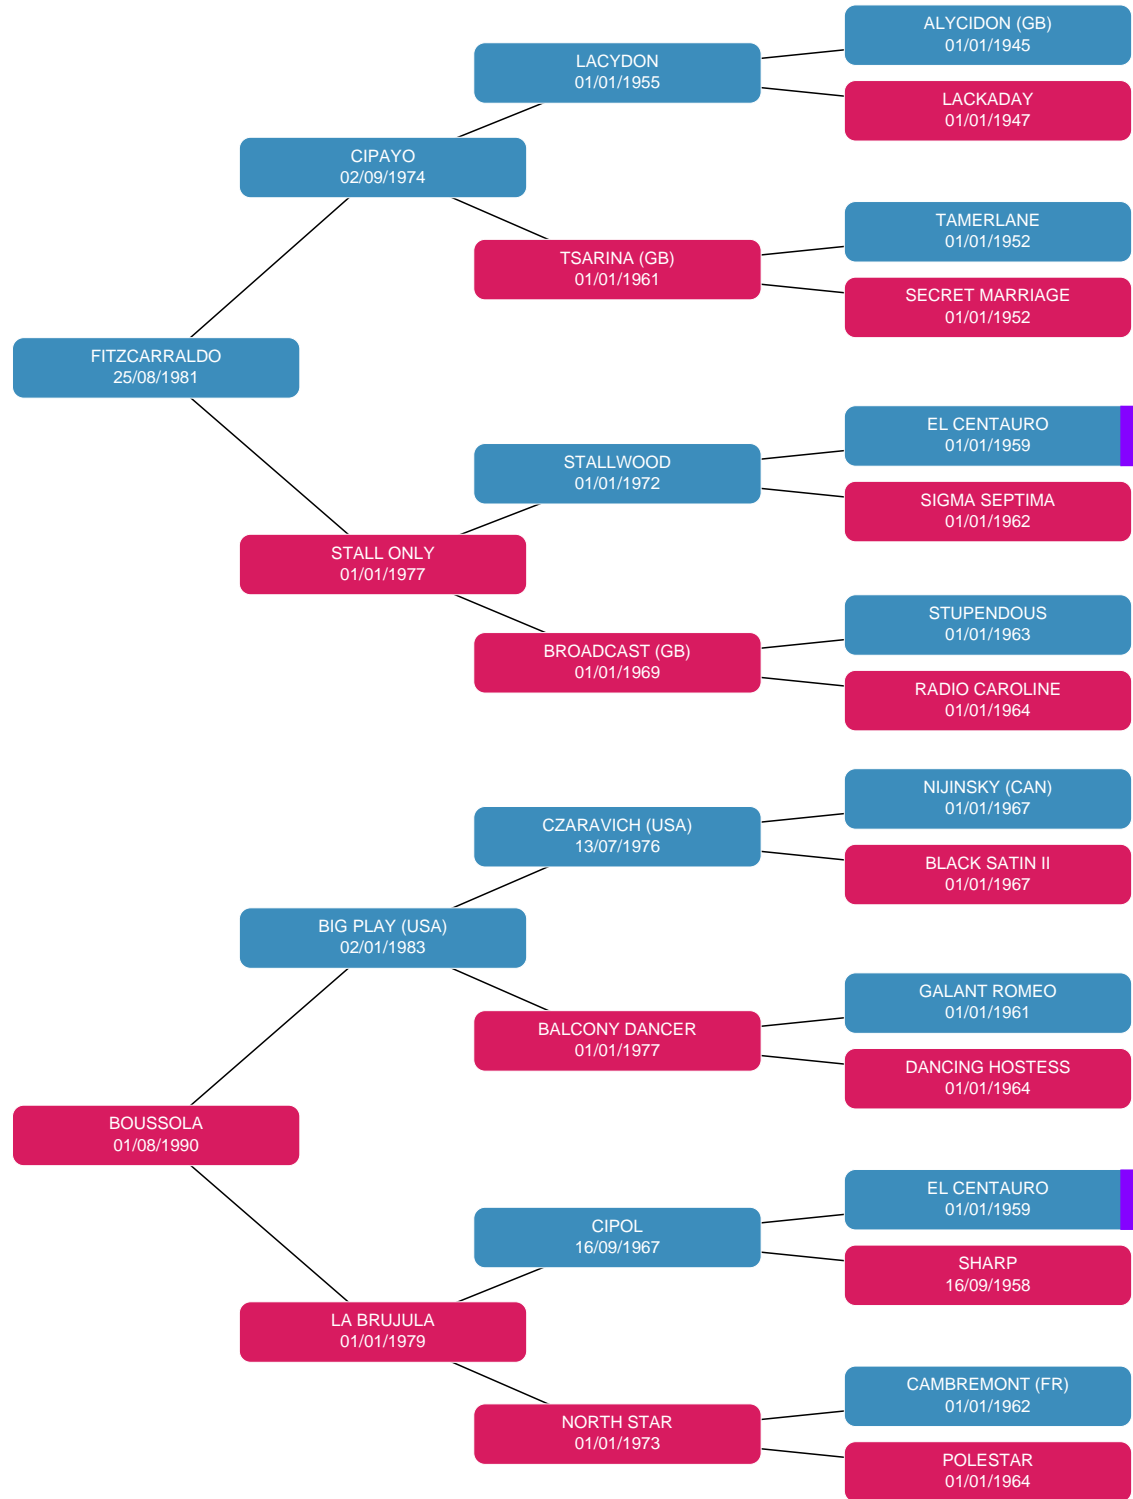 ALYCIDON (GB)
01/01/1945
LACYDON
01/01/1955
LACKADAY
01/01/1947
CIPAYO
02/09/1974
TAMERLANE
01/01/1952
TSARINA (GB)
01/01/1961
SECRET MARRIAGE
01/01/1952
FITZCARRALDO
25/08/1981
EL CENTAURO
01/01/1959
STALLWOOD
01/01/1972
SIGMA SEPTIMA
01/01/1962
STALL ONLY
01/01/1977
STUPENDOUS
01/01/1963
BROADCAST (GB)
01/01/1969
RADIO CAROLINE
01/01/1964
NIJINSKY (CAN)
01/01/1967
CZARAVICH (USA)
13/07/1976
BLACK SATIN II
01/01/1967
BIG PLAY (USA)
02/01/1983
GALANT ROMEO
01/01/1961
BALCONY DANCER
01/01/1977
DANCING HOSTESS
01/01/1964
BOUSSOLA
01/08/1990
EL CENTAURO
01/01/1959
CIPOL
16/09/1967
SHARP
16/09/1958
LA BRUJULA
01/01/1979
CAMBREMONT (FR)
01/01/1962
NORTH STAR
01/01/1973
POLESTAR
01/01/1964